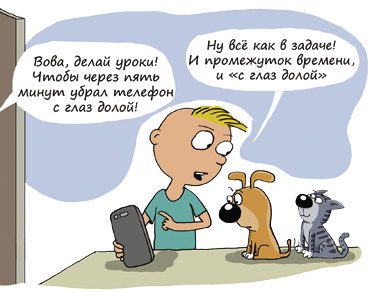 Вова, делай уроки!
Чтобы через пять
минут убрал телефон
с глаз долой!
Ну всё как в задаче!
И промежуток времени,
и «с глаз долой»